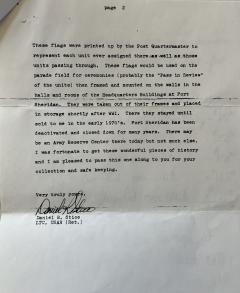 page 2
These flags were printed up by the Post Quartermaster to
represent each unit ever assigned there as well as those
units passing through. These flags would be used on the
parade field for ceremonies (probably the "Pass in Review"
of the units) then framed and mounted on the walls in the
halls and rooms of the Headquarters Buildings at Fort
Sheridan. They were taken out of their frames and placed
in storage shortly after WWI. There they stayed until
sold to me in the early 1970's. Fort Sheridan has been
deactivated and closed down for many years. There may
be an Army Reserve Center there today but not much else.
I was fortunate to get these wonderful pieces of history
and I am pleased to pass this one along to you for your
collection and safe keeping.
Very truly yours,
Daniel R. Stice
LTC, USAR (Ret.)